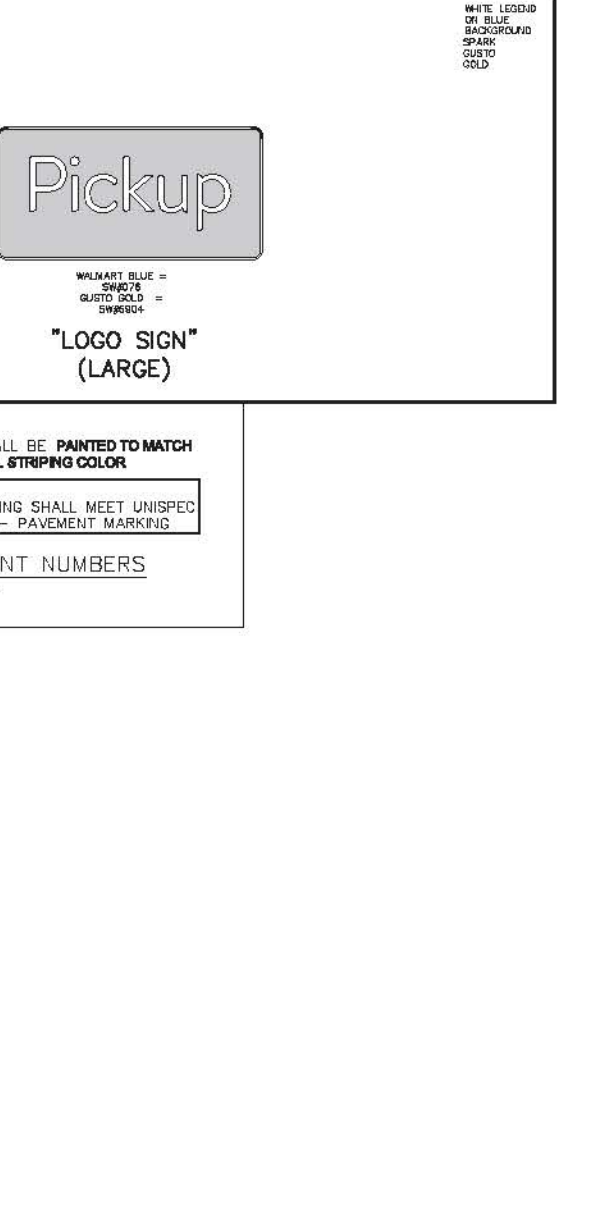 WHITE LEGEND
ON BLUE
BACKGROUND
SPARK
GUSTO
GOLD
Pickup
WALMART BLUE =
SW#076
GUSTO GOLD =
SW#6904
"LOGO SIGN"
(LARGE)
ALL BE PAINTED TO MATCH
L STRIPING COLOR
ING SHALL MEET UNISPEC
- PAVEMENT MARKING
NT NUMBERS